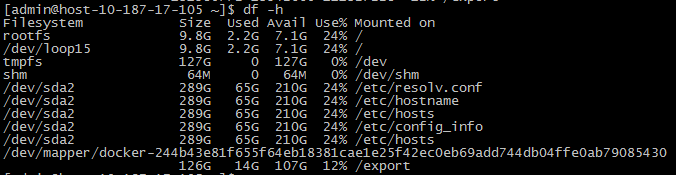 [admin@host-10-187-17-105 ~]$ df -h
Filesystem Size Used Avail Use% Mounted on
rootfs 9.8G 2.2G 7.1G 24% /
/dev/loop15 9.8G 2.2G 7.1G 24% /
tmpfs 127G 0 127G 0% /dev
shm 64M 0 64M 0% /dev/shm
/dev/sda2 289G 65G 210G 24% /etc/resolv.conf
/dev/sda2 289G 65G 210G 24% /etc/hostname
/dev/sda2 289G 65G 210G 24% /etc/hosts
/dev/sda2 289G 65G 210G 24% /etc/config_info
/dev/sda2 289G 65G 210G 24% /etc/hosts
/dev/mapper/docker-244b43e81f655f64eb18381cae1e25f42ec0eb69add744db04ffe0ab79085430
126G 14G 107G 12% /export